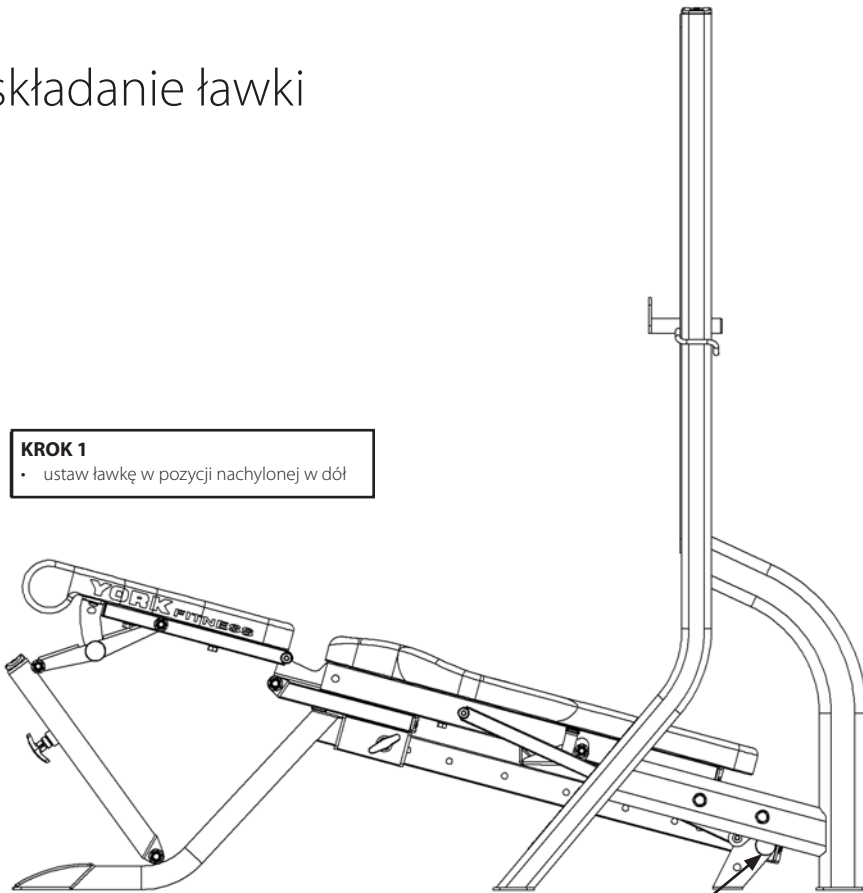 składanie ławki
KROK 1
• ustaw ławkę w pozycji nachylonej w dół
YORK FITNESS